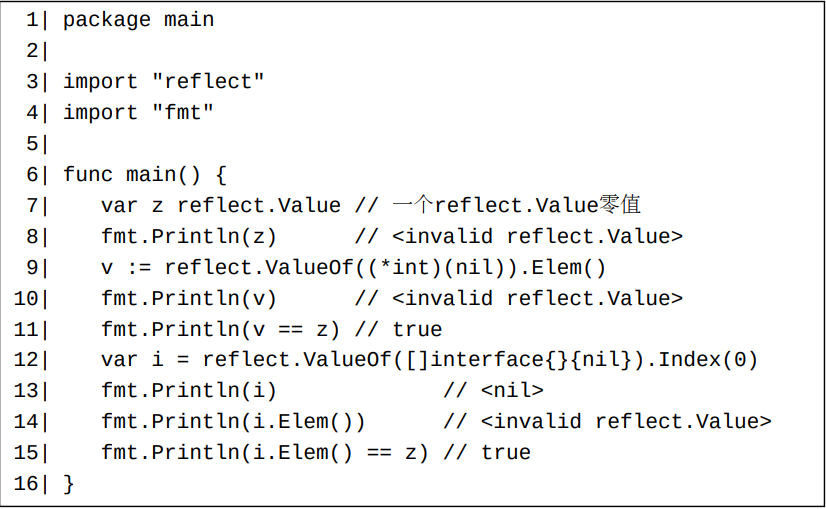 1| package main
2|
3| import "reflect"
4| import "fmt"
5|
6| func main() {
7|    var z reflect.Value // 一个reflect.Value零值
8|    fmt.Println(z)      // <invalid reflect.Value>
9|    v := reflect.ValueOf((*int)(nil)).Elem()
10|    fmt.Println(v)      // <invalid reflect.Value>
11|    fmt.Println(v == z) // true
12|    var i = reflect.ValueOf([]interface{}{nil}).Index(0)
13|    fmt.Println(i)             // <nil>
14|    fmt.Println(i.Elem())      // <invalid reflect.Value>
15|    fmt.Println(i.Elem() == z) // true
16| }